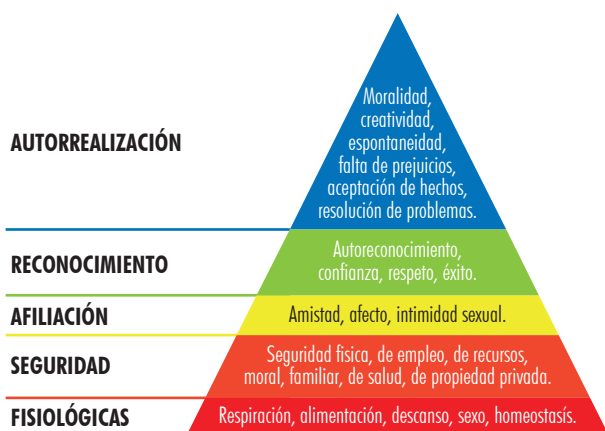 Moralidad,
creatividad,
espontaneidad,
falta de prejuicios,
aceptación de hechos,
resolución de problemas.
AUTORREALIZACIÓN
RECONOCIMIENTO
Autoreconocimiento,
confianza, respeto, éxito.
AFILIACIÓN
Amistad, afecto, intimidad sexual.
SEGURIDAD
Seguridad fisica, de empleo, de recursos,
moral, familiar, de salud, de propiedad privada.
FISIOLÓGICAS
Respiración, alimentación, descanso, sexo, homeostasís.